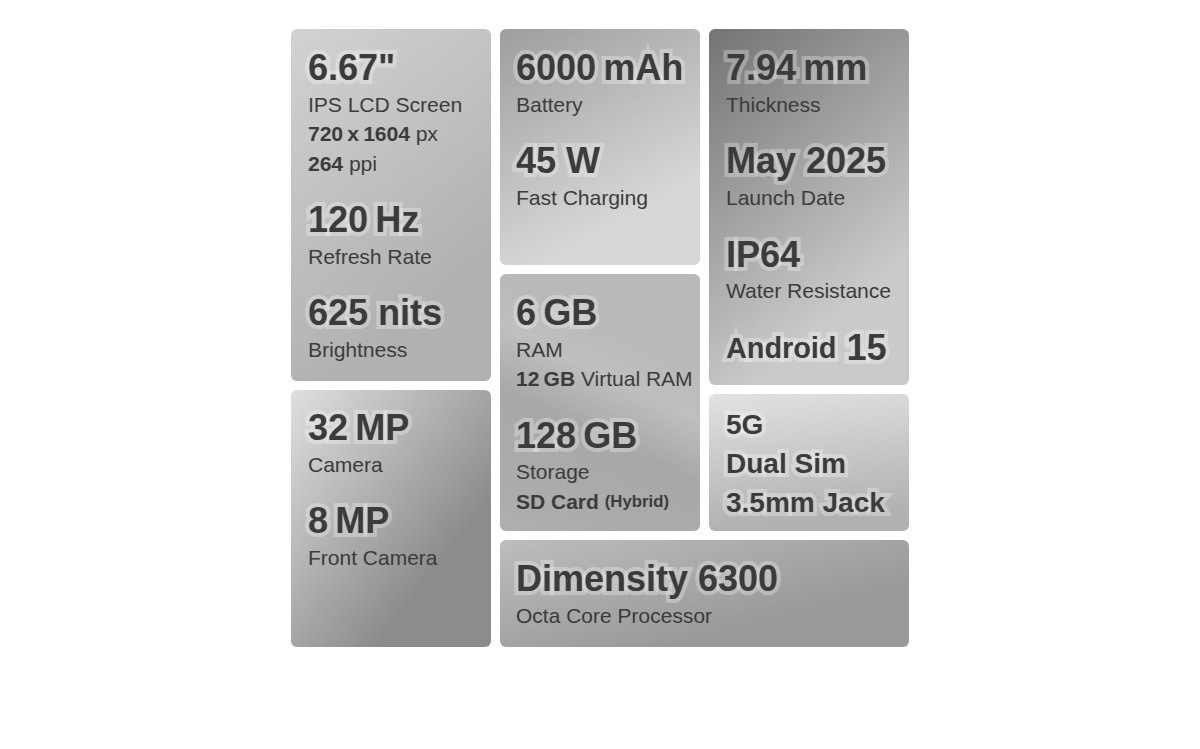 6.67"
IPS LCD Screen
720 x 1604 px
264 ppi
120 Hz
Refresh Rate
625 nits
Brightness
32 MP
Camera
8 MP
Front Camera
6000 mAh
Battery
45 W
Fast Charging
6 GB
RAM
12 GB Virtual RAM
128 GB
Storage
SD Card (Hybrid)
7.94 mm
Thickness
May 2025
Launch Date
IP64
Water Resistance
Android 15
5G
Dual Sim
3.5mm Jack
Dimensity 6300
Octa Core Processor